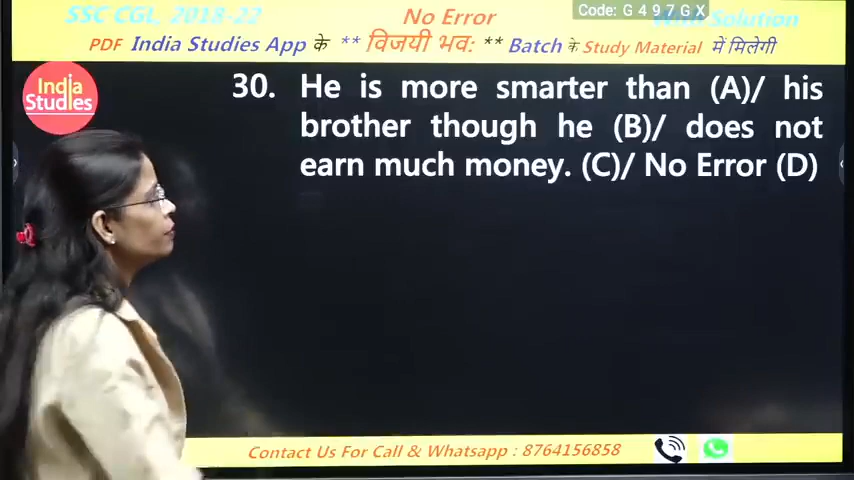 SSC CGL, 2018-22 No Error With Solution
Code: G 4 9 7 G X
PDF India Studies App के ** विजयी भव: ** Batch के Study Material में मिलेगी
India
Studies
30. He is more smarter than (A)/ his
brother though he (B)/ does not
earn much money. (C)/ No Error (D)
Contact Us For Call & Whatsapp : 8764156858